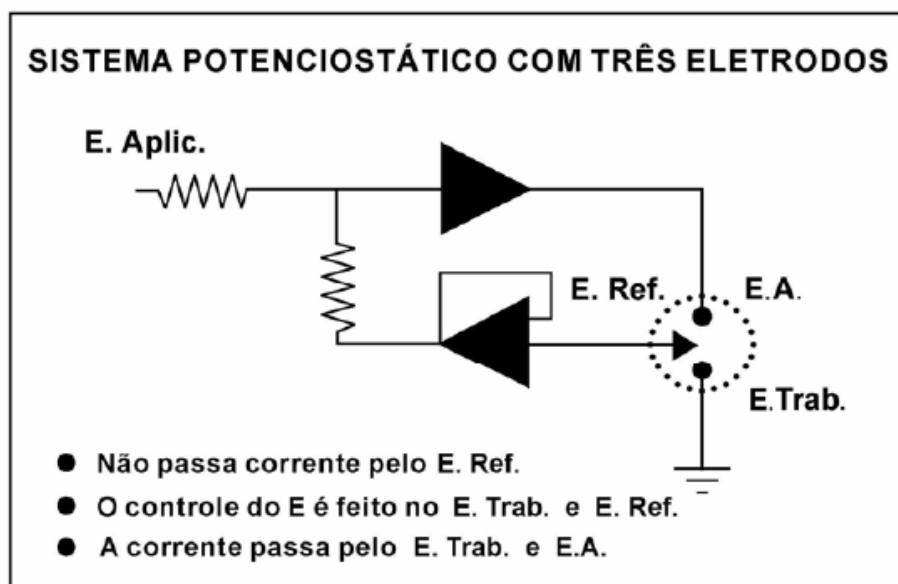 SISTEMA POTENCIOSTÁTICO COM TRÊS ELETRODOS
E. Aplic.
E. Ref.
E.A.
E.Trab.
● Não passa corrente pelo E. Ref.
● O controle do E é feito no E. Trab. e E. Ref.
● A corrente passa pelo E. Trab. e E.A.